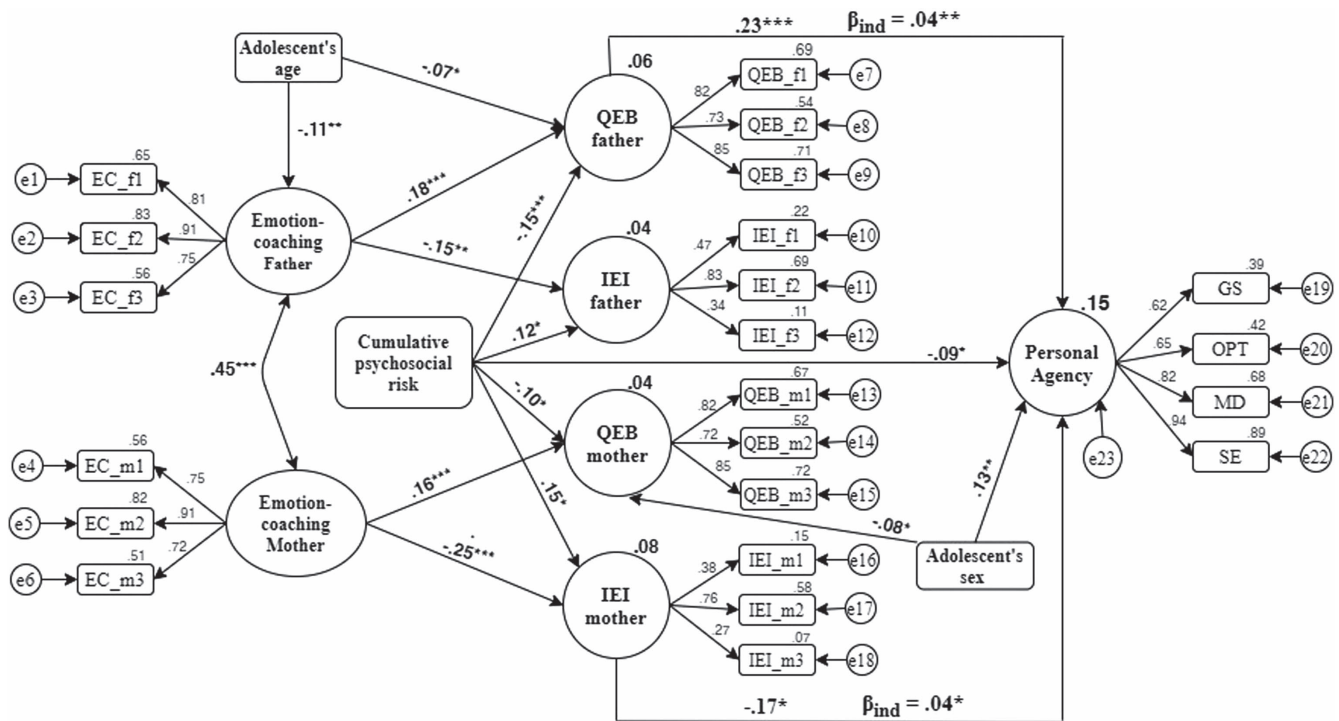 .23*** βind = .04**
Adolescent's
age
-.07*
-.11**
.06
QEB
father
.82
.73
.85
.69
QEB_f1
e7
.54
QEB_f2
e8
.71
QEB_f3
e9
e1
.65
EC_f1
e2
.83
EC_f2
e3
.56
EC_f3
.81
.91
.75
Emotion-
coaching
Father
.18***
-.15**
-.15***
.04
IEI
father
.47
.83
.34
.22
IEI_f1
e10
.69
IEI_f2
e11
.11
IEI_f3
e12
.45***
Cumulative
psychosocial
risk
.12*
-.10*
.15*
-.09*
.15
Personal
Agency
e23
.62
.65
.82
.94
.39
GS
e19
.42
OPT
e20
.68
MD
e21
.89
SE
e22
.04
QEB
mother
.82
.72
85
.67
QEB_m1
e13
.52
QEB_m2
e14
.72
QEB_m3
e15
e4
.56
EC_m1
e5
.82
EC_m2
e6
.51
EC_m3
.75
.91
.72
Emotion-
coaching
Mother
.16***
-.25***
.13**
-.08*
Adolescent's
sex
.08
IEI
mother
.38
.76
.27
.15
IEI_m1
e16
.58
IEI_m2
e17
.07
IEI_m3
e18
-.17* βind = .04*